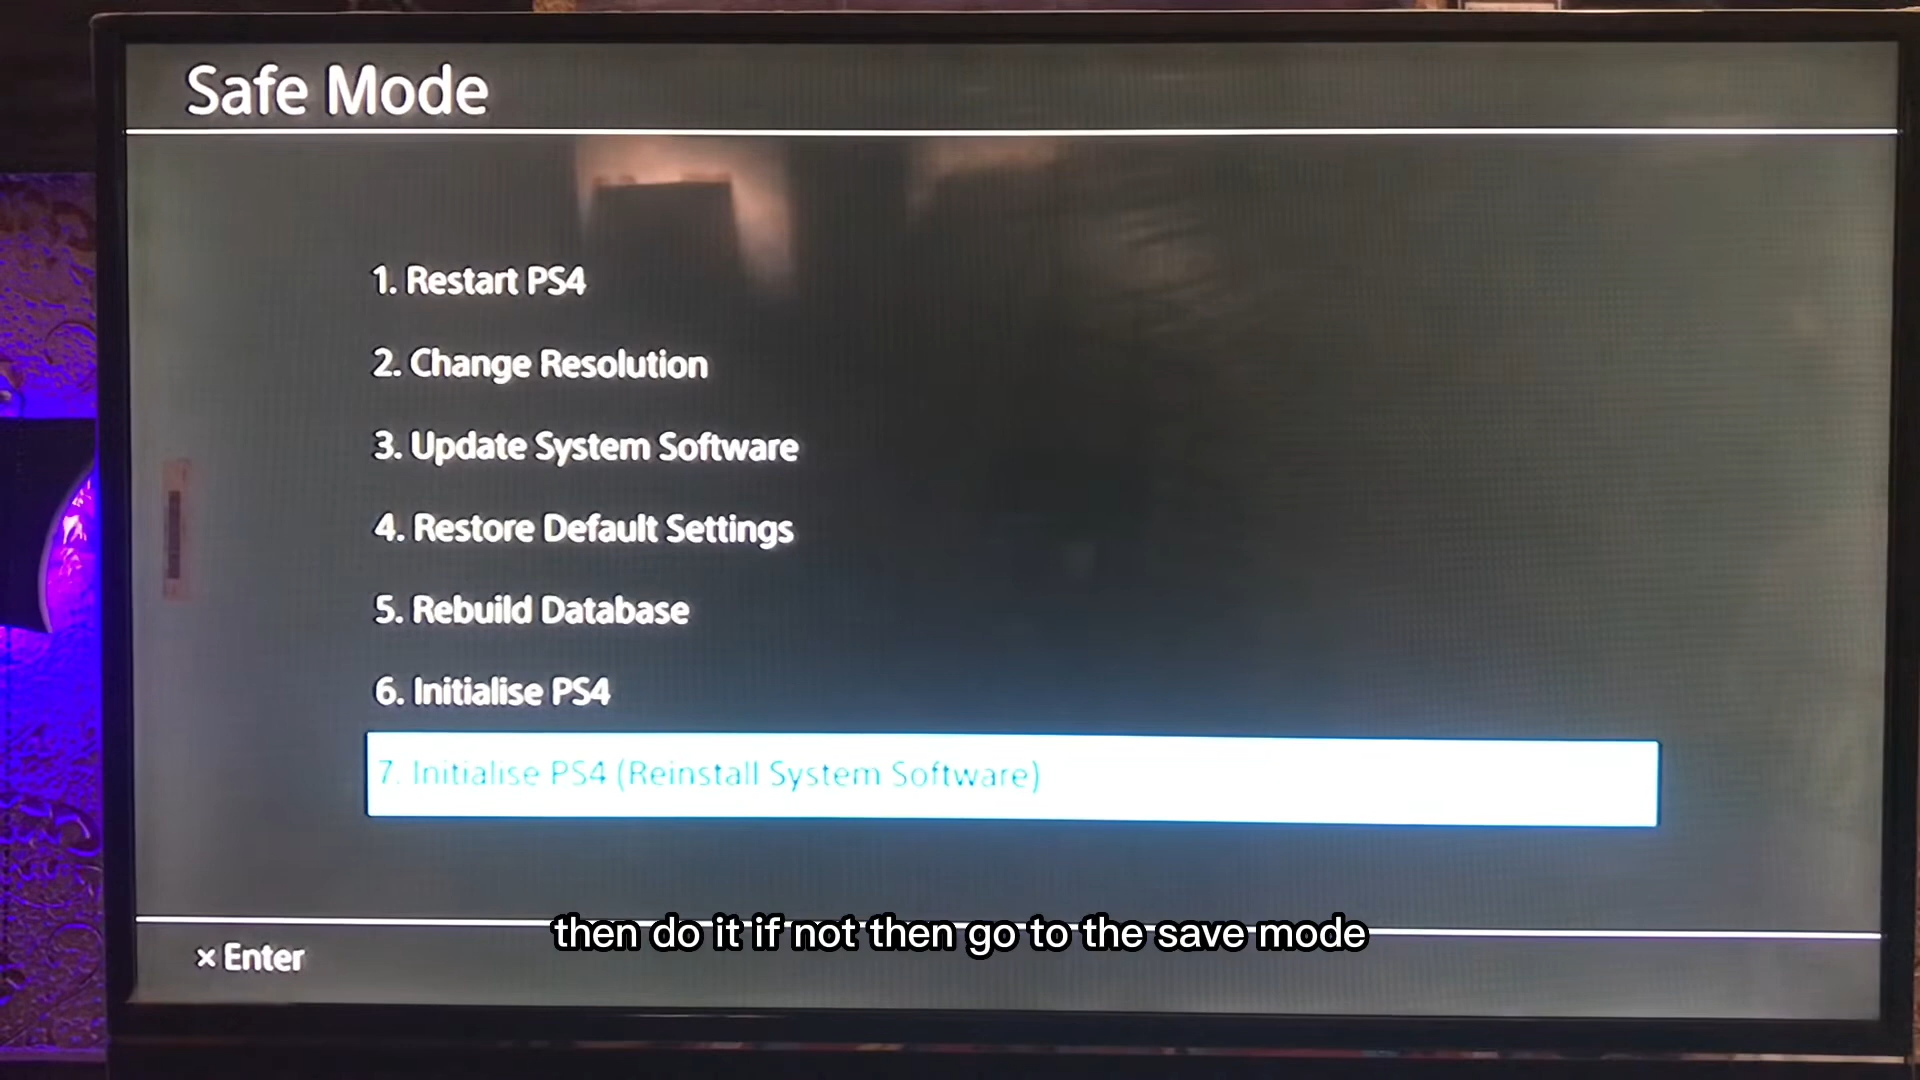 Safe Mode
1. Restart PS4
2. Change Resolution
3. Update System Software
4. Restore Default Settings
5. Rebuild Database
6. Initialise PS4
7. Initialise PS4 (Reinstall System Software)
then do it if not then go to the save mode
× Enter